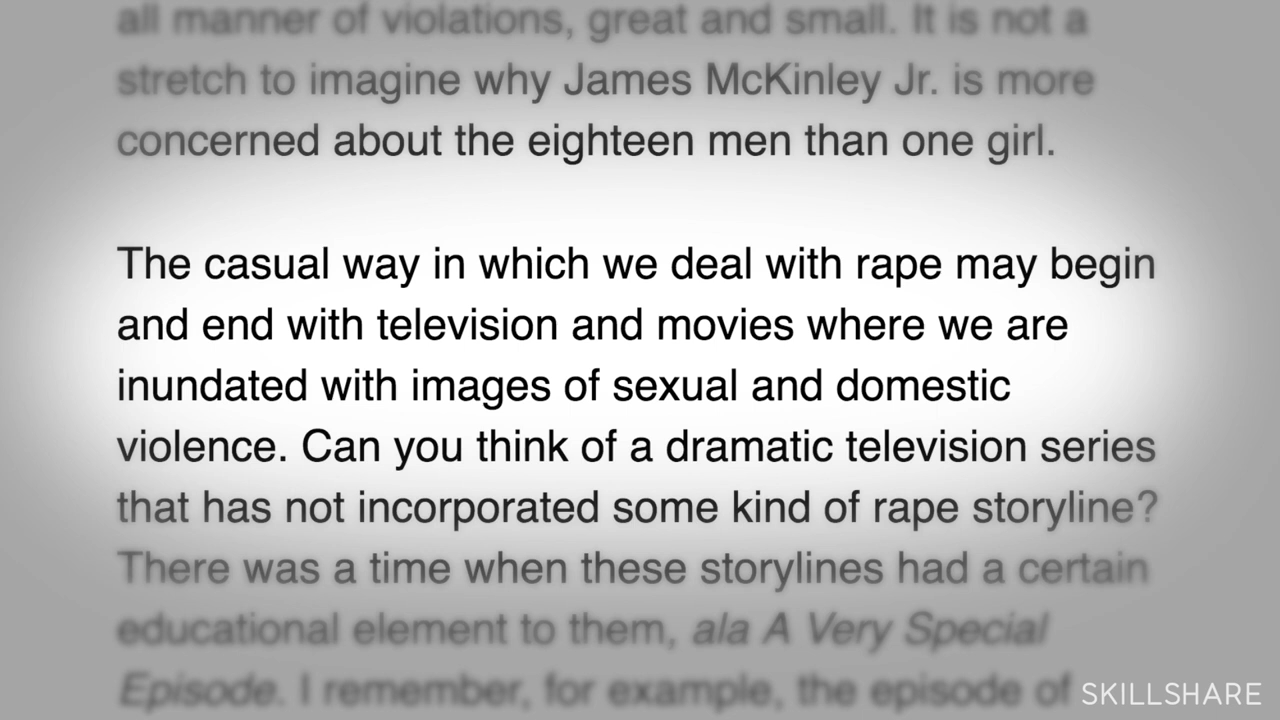 all manner of violations, great and small. It is not a
stretch to imagine why James McKinley Jr. is more
concerned about the eighteen men than one girl.
The casual way in which we deal with rape may begin
and end with television and movies where we are
inundated with images of sexual and domestic
violence. Can you think of a dramatic television series
that has not incorporated some kind of rape storyline?
There was a time when these storylines had a certain
educational element to them, ala A Very Special
Episode. I remember, for example, the episode of
SKILLSHARE